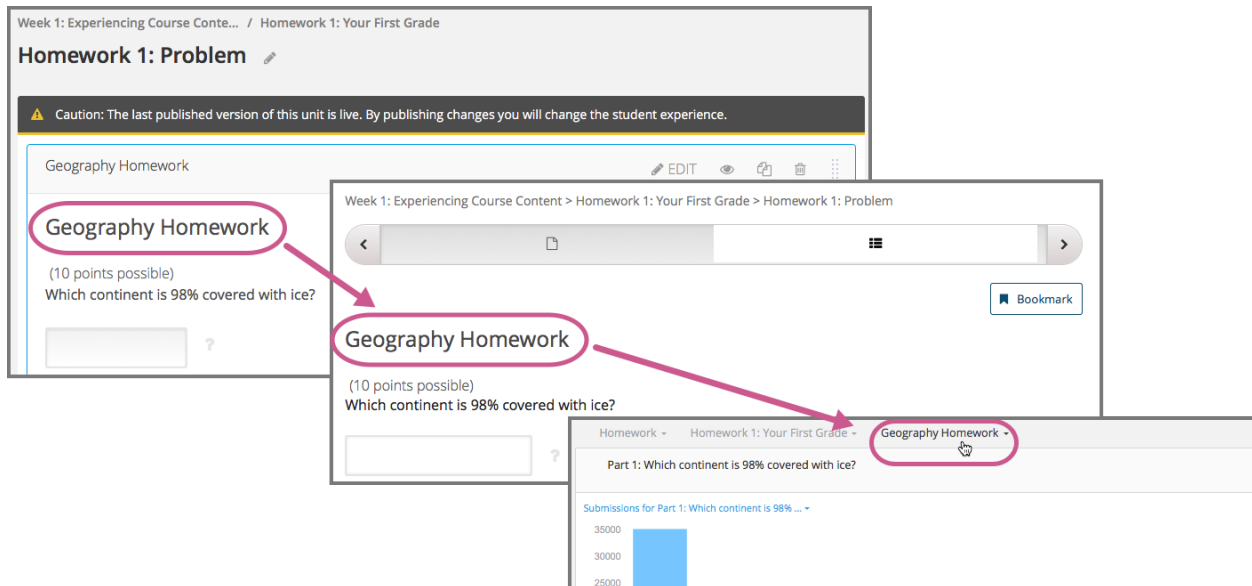 Week 1: Experiencing Course Conte... / Homework 1: Your First Grade
Homework 1: Problem
Caution: The last published version of this unit is live. By publishing changes you will change the student experience.
Geography Homework
EDIT
Geography Homework
(10 points possible)
Which continent is 98% covered with ice?
?
Week 1: Experiencing Course Content > Homework 1: Your First Grade > Homework 1: Problem
Bookmark
Geography Homework
(10 points possible)
Which continent is 98% covered with ice?
?
Homework Homework 1: Your First Grade Geography Homework
Part 1: Which continent is 98% covered with ice?
Submissions for Part 1: Which continent is 98% ...
35000
30000
25000